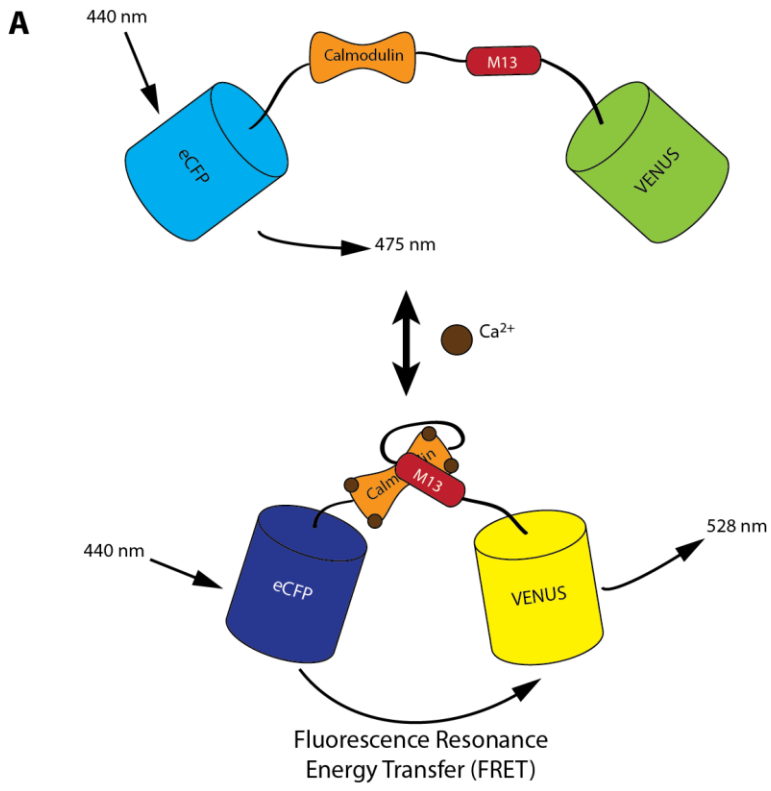 A
440 nm
Calmodulin
M13
eCFP
VENUS
475 nm
Ca²⁺
Calmodulin
M13
440 nm
528 nm
eCFP
VENUS
Fluorescence Resonance
Energy Transfer (FRET)